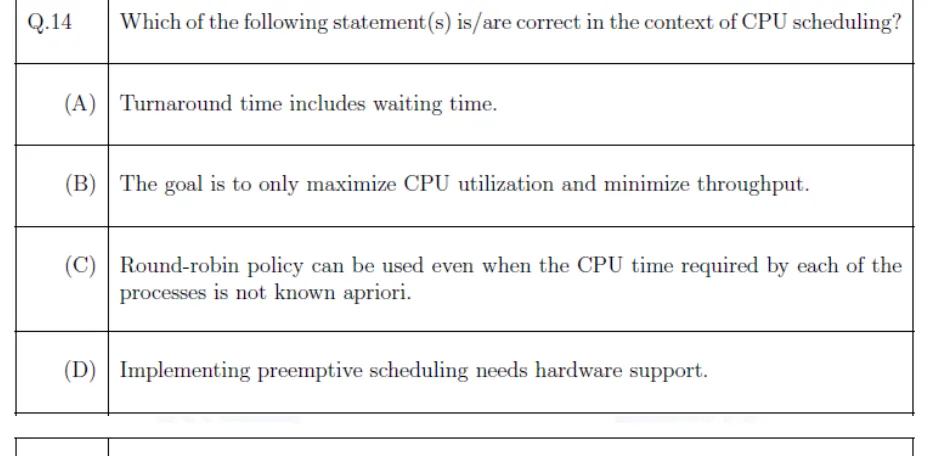 Q.14 Which of the following statement(s) is/are correct in the context of CPU scheduling?
(A) Turnaround time includes waiting time.
(B) The goal is to only maximize CPU utilization and minimize throughput.
(C) Round-robin policy can be used even when the CPU time required by each of the
processes is not known apriori.
(D) Implementing preemptive scheduling needs hardware support.